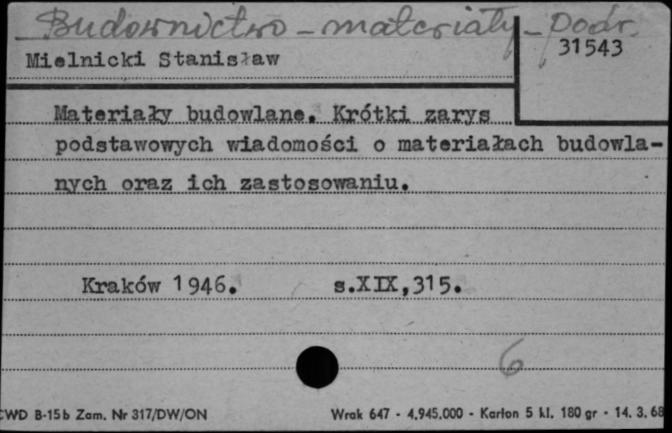 Budownictwo - materiały - podr.
31543
Mielnicki Stanisław
Materiały budowlane. Krótki zarys
podstawowych wiadomości o materiałach budowla-
nych oraz ich zastosowaniu.
Kraków 1946. s.XIX,315.
6
CWD B-15b Zam. Nr 317/DW/ON Wrak 647 - 4.945.000 - Karton 5 kl. 180 gr - 14. 3. 68